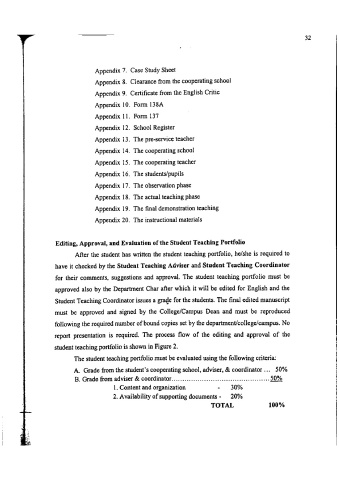 32
Appendix 7. Case Study Sheet
Appendix 8. Clearance from the cooperating school
Appendix 9. Certificate from the English Critic
Appendix 10. Form 138A
Appendix 11. Form 137
Appendix 12. School Register
Appendix 13. The pre-service teacher
Appendix 14. The cooperating school
Appendix 15. The cooperating teacher
Appendix 16. The students/pupils
Appendix 17. The observation phase
Appendix 18. The actual teaching phase
Appendix 19. The final demonstration teaching
Appendix 20. The instructional materials
Editing, Approval, and Evaluation of the Student Teaching Portfolio
After the student has written the student teaching portfolio, he/she is required to
have it checked by the Student Teaching Adviser and Student Teaching Coordinator
for their comments, suggestions and approval. The student teaching portfolio must be
approved also by the Department Char after which it will be edited for English and the
Student Teaching Coordinator issues a grade for the students. The final edited manuscript
must be approved and signed by the College/Campus Dean and must be reproduced
following the required number of bound copies set by the department/college/campus. No
report presentation is required. The process flow of the editing and approval of the
student teaching portfolio is shown in Figure 2.
The student teaching portfolio must be evaluated using the following criteria:
A. Grade from the student's cooperating school, adviser, & coordinator ... 50%
B. Grade from adviser & coordinator.............................................50%
1. Content and organization - 30%
2. Availability of supporting documents - 20%
TOTAL 100%